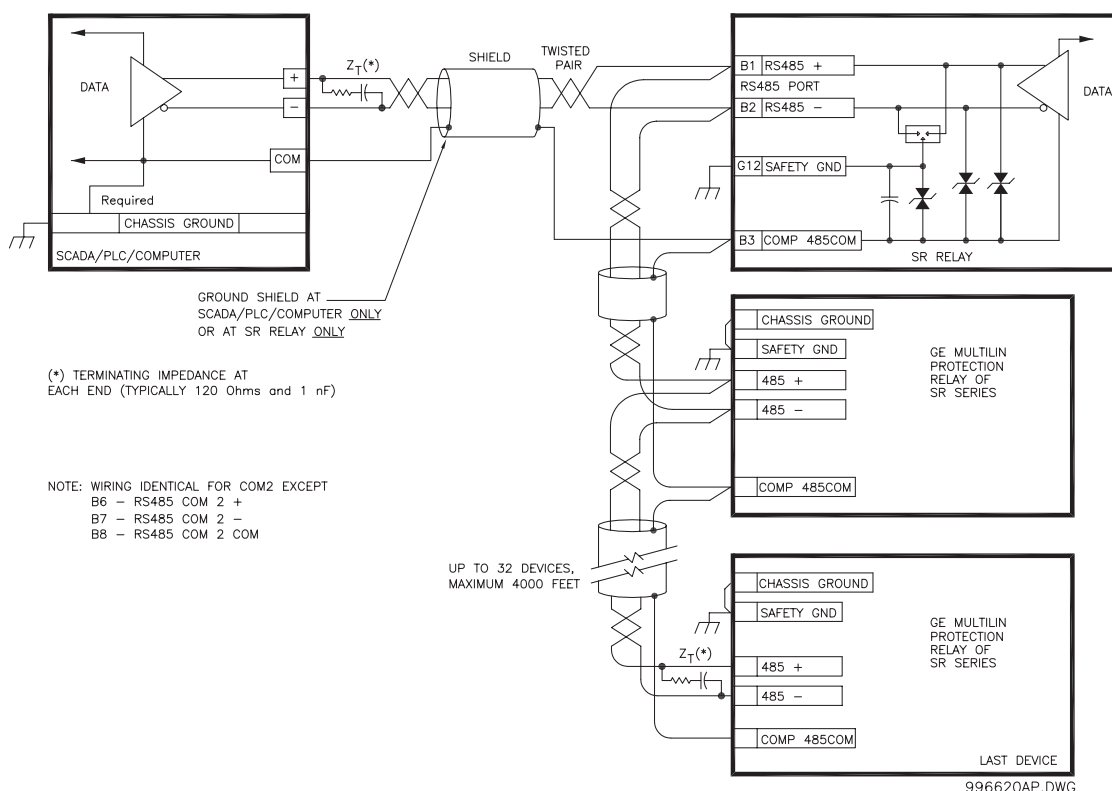 DATA
+
-
COM
Required
CHASSIS GROUND
SCADA/PLC/COMPUTER
ZT(*)
SHIELD
TWISTED
PAIR
B1 RS485 +
RS485 PORT
B2 RS485 -
G12 SAFETY GND
B3 COMP 485COM
SR RELAY
DATA
GROUND SHIELD AT
SCADA/PLC/COMPUTER ONLY
OR AT SR RELAY ONLY
(*) TERMINATING IMPEDANCE AT
EACH END (TYPICALLY 120 Ohms and 1 nF)
NOTE: WIRING IDENTICAL FOR COM2 EXCEPT
B6 - RS485 COM 2 +
B7 - RS485 COM 2 -
B8 - RS485 COM 2 COM
CHASSIS GROUND
SAFETY GND
485 +
485 -
COMP 485COM
GE MULTILIN
PROTECTION
RELAY OF
SR SERIES
UP TO 32 DEVICES,
MAXIMUM 4000 FEET
ZT(*)
CHASSIS GROUND
SAFETY GND
485 +
485 -
COMP 485COM
GE MULTILIN
PROTECTION
RELAY OF
SR SERIES
LAST DEVICE
996620AP.DWG